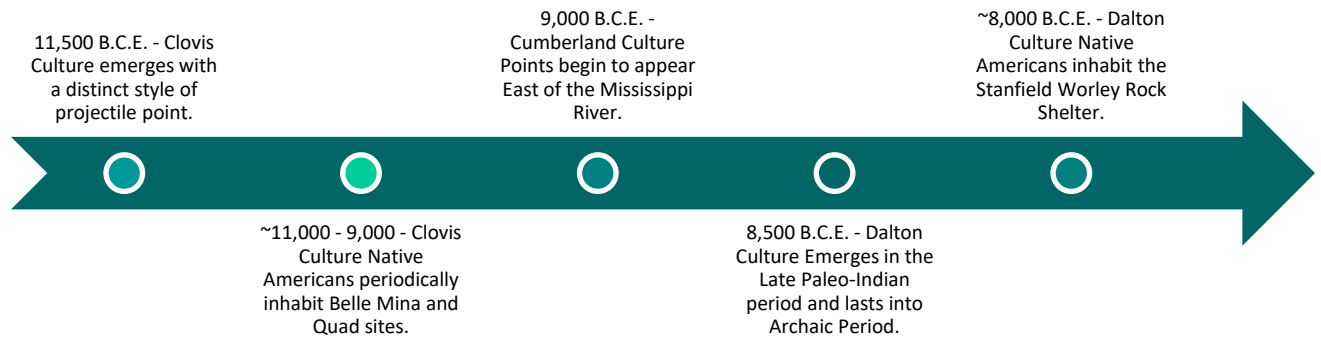 11,500 B.C.E. - Clovis
Culture emerges with
a distinct style of
projectile point.
~11,000 - 9,000 - Clovis
Culture Native
Americans periodically
inhabit Belle Mina and
Quad sites.
9,000 B.C.E. -
Cumberland Culture
Points begin to appear
East of the Mississippi
River.
8,500 B.C.E. - Dalton
Culture Emerges in the
Late Paleo-Indian
period and lasts into
Archaic Period.
~8,000 B.C.E. - Dalton
Culture Native
Americans inhabit the
Stanfield Worley Rock
Shelter.